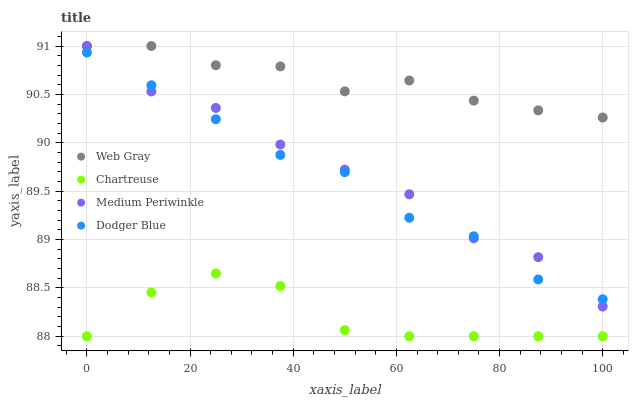 title
91
90.5
90
89.5
89
88.5
88
yaxis_label
Web Gray
Chartreuse
Medium Periwinkle
Dodger Blue
0 20 40 60 80 100
xaxis_label